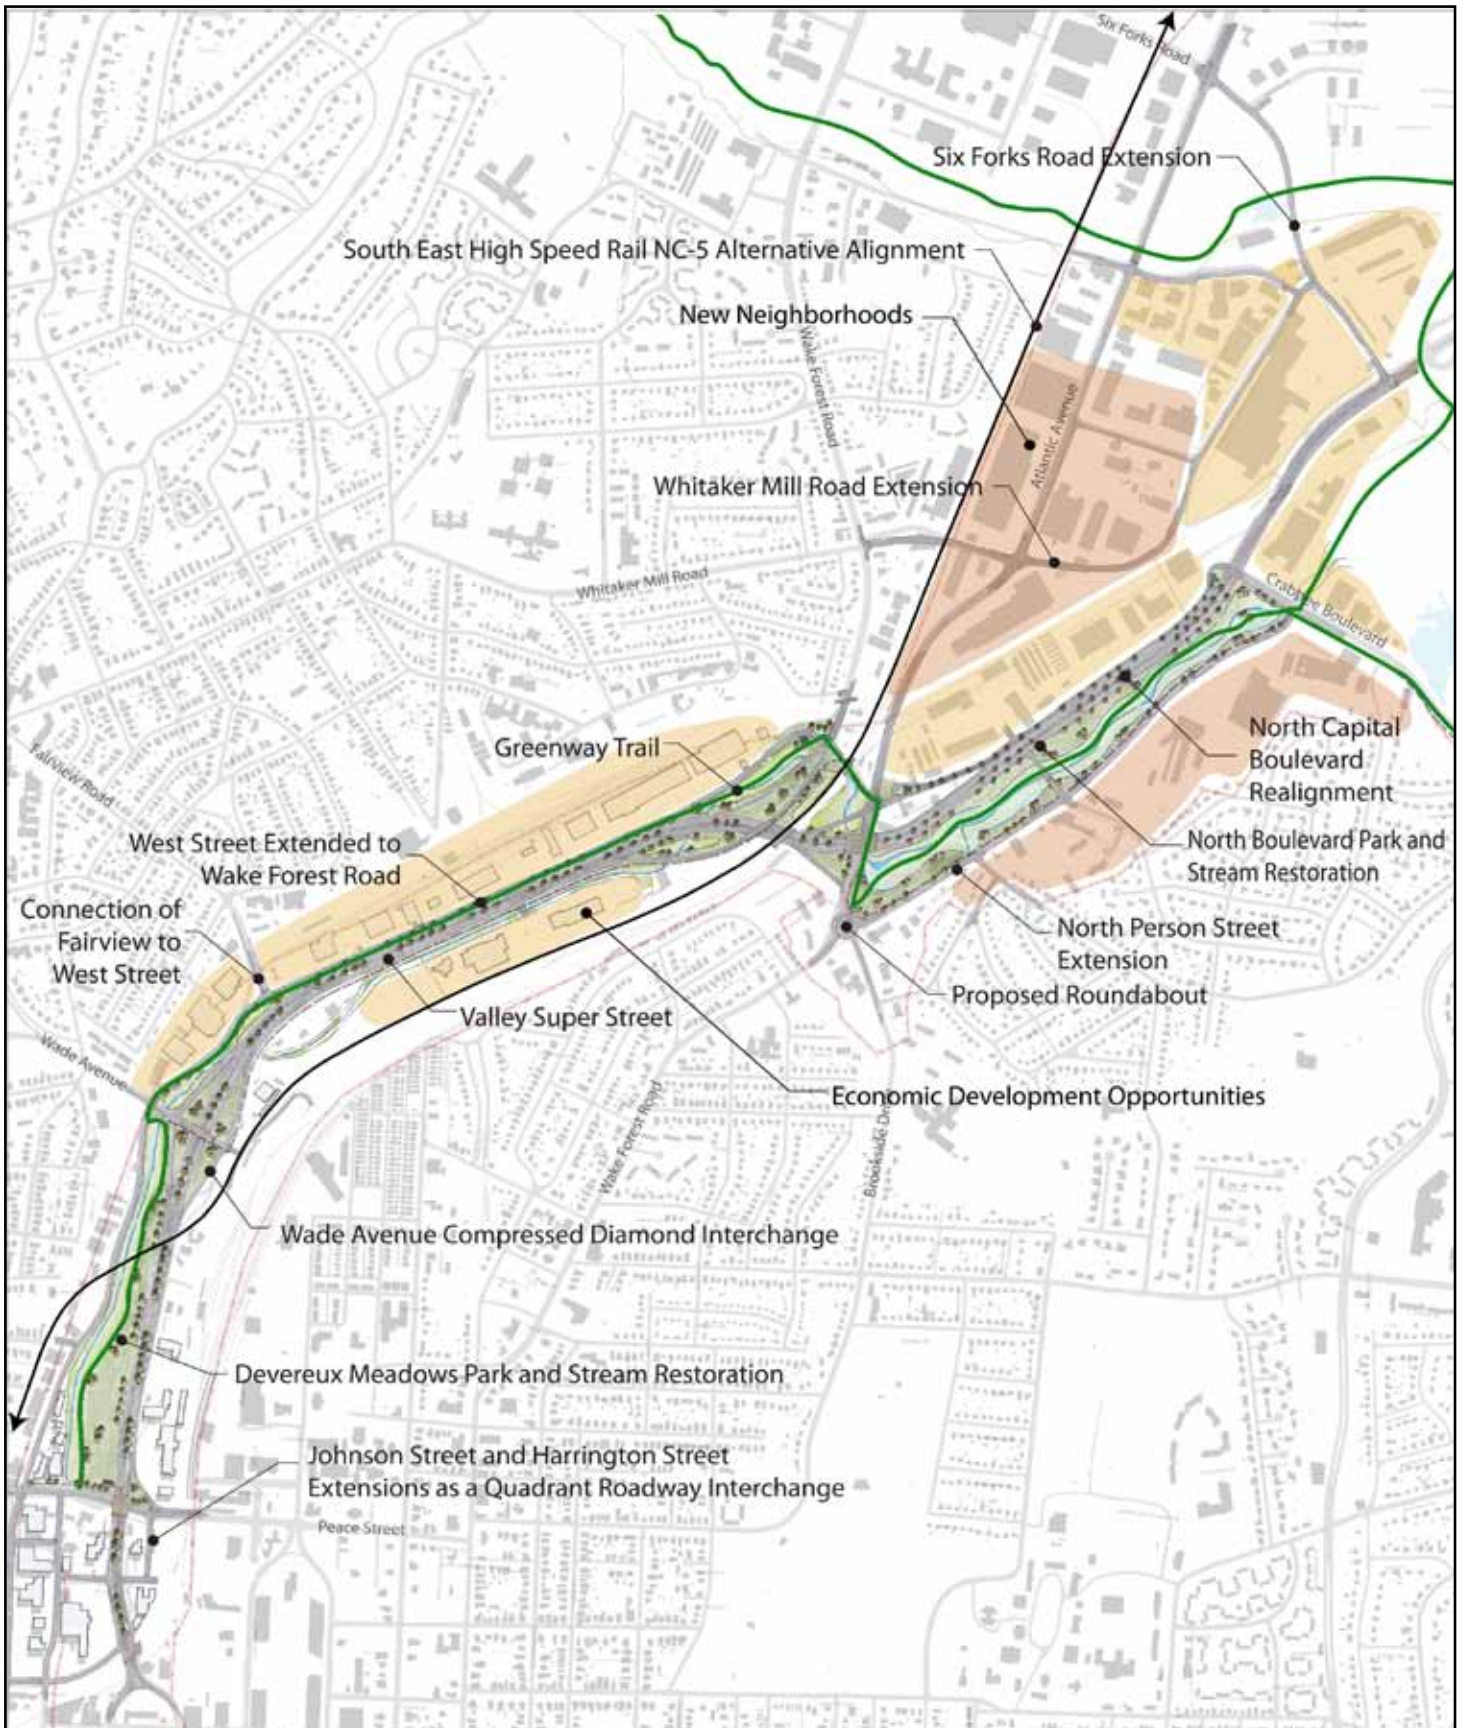 Six Forks Road
Six Forks Road Extension
South East High Speed Rail NC-5 Alternative Alignment
New Neighborhoods
Wake Forest Road
Atlantic Avenue
Whitaker Mill Road Extension
Whitaker Mill Road
Crabtree Boulevard
North Capital
Boulevard
Realignment
Greenway Trail
Fairview Road
West Street Extended to
Wake Forest Road
North Boulevard Park and
Stream Restoration
Connection of
Fairview to
West Street
North Person Street
Extension
Proposed Roundabout
Valley Super Street
Wade Avenue
Economic Development Opportunities
Wake Forest Road
Brookside Drive
Wade Avenue Compressed Diamond Interchange
Devereux Meadows Park and Stream Restoration
Johnson Street and Harrington Street
Extensions as a Quadrant Roadway Interchange
Peace Street